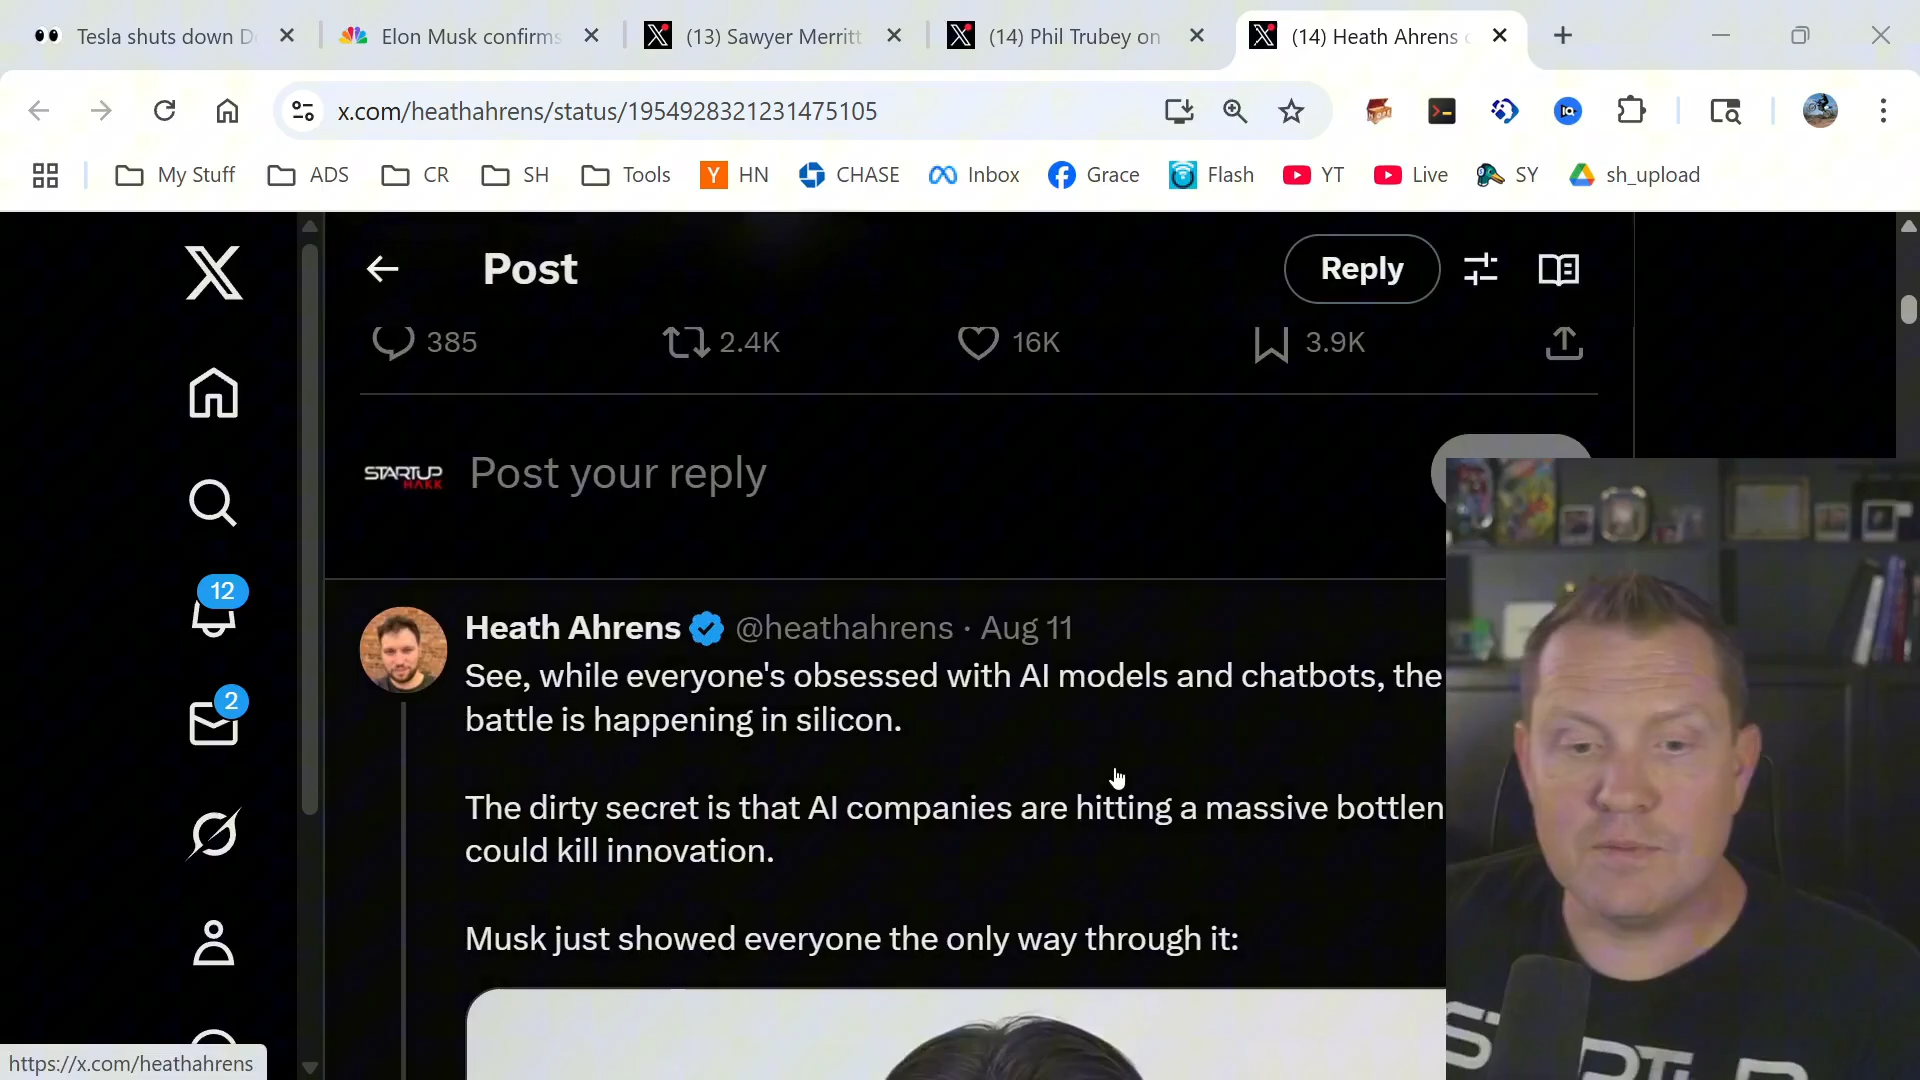 Tesla shuts down D
Elon Musk confirms
(13) Sawyer Merritt
(14) Phil Trubey on
(14) Heath Ahrens
x.com/heathahrens/status/1954928321231475105
My Stuff
ADS
CR
SH
Tools
Y
HN
CHASE
Inbox
Grace
Flash
YT
Live
SY
sh_upload
Post
Reply
385
2.4K
16K
3.9K
STARTUP
HAKK
Post your reply
12
2
Heath Ahrens @heathahrens · Aug 11
See, while everyone's obsessed with AI models and chatbots, the
battle is happening in silicon.
The dirty secret is that AI companies are hitting a massive bottlen
could kill innovation.
Musk just showed everyone the only way through it:
https://x.com/heathahrens